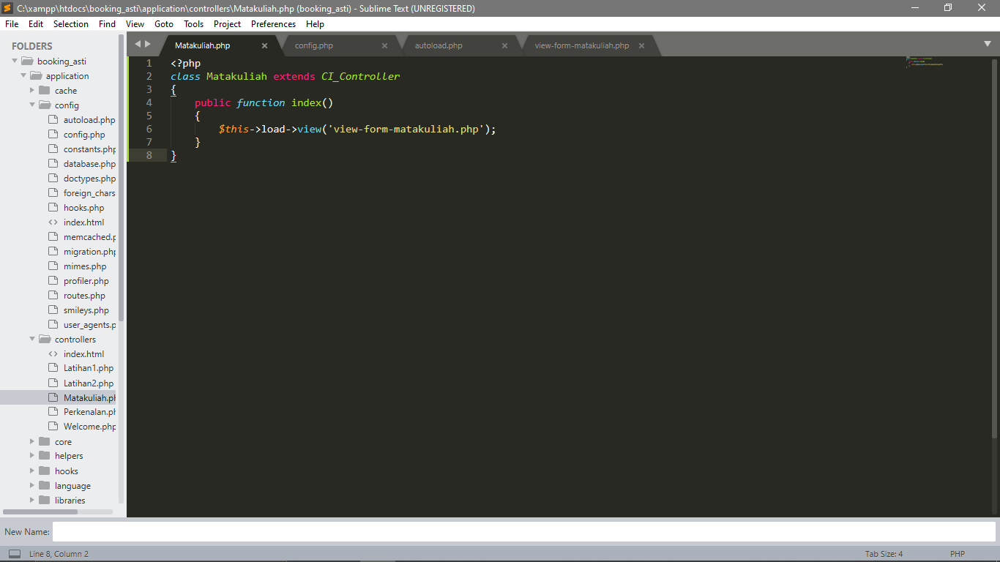 C:\xampp\htdocs\booking_asti\application\controllers\Matakuliah.php (booking_asti) - Sublime Text (UNREGISTERED)
File Edit Selection Find View Goto Tools Project Preferences Help
FOLDERS
booking_asti
application
cache
config
autoload.php
config.php
constants.php
database.php
doctypes.php
foreign_chars
hooks.php
index.html
memcached.p
migration.php
mimes.php
profiler.php
routes.php
smileys.php
user_agents.p
controllers
index.html
Latihan1.php
Latihan2.php
Matakuliah.ph
Perkenalan.ph
Welcome.php
core
helpers
hooks
language
libraries
Matakuliah.php config.php autoload.php view-form-matakuliah.php
1 <?php
2 class Matakuliah extends CI_Controller
3 {
4 public function index()
5 {
6 $this->load->view('view-form-matakuliah.php');
7 }
8 }
New Name:
Line 8, Column 2 Tab Size: 4 PHP